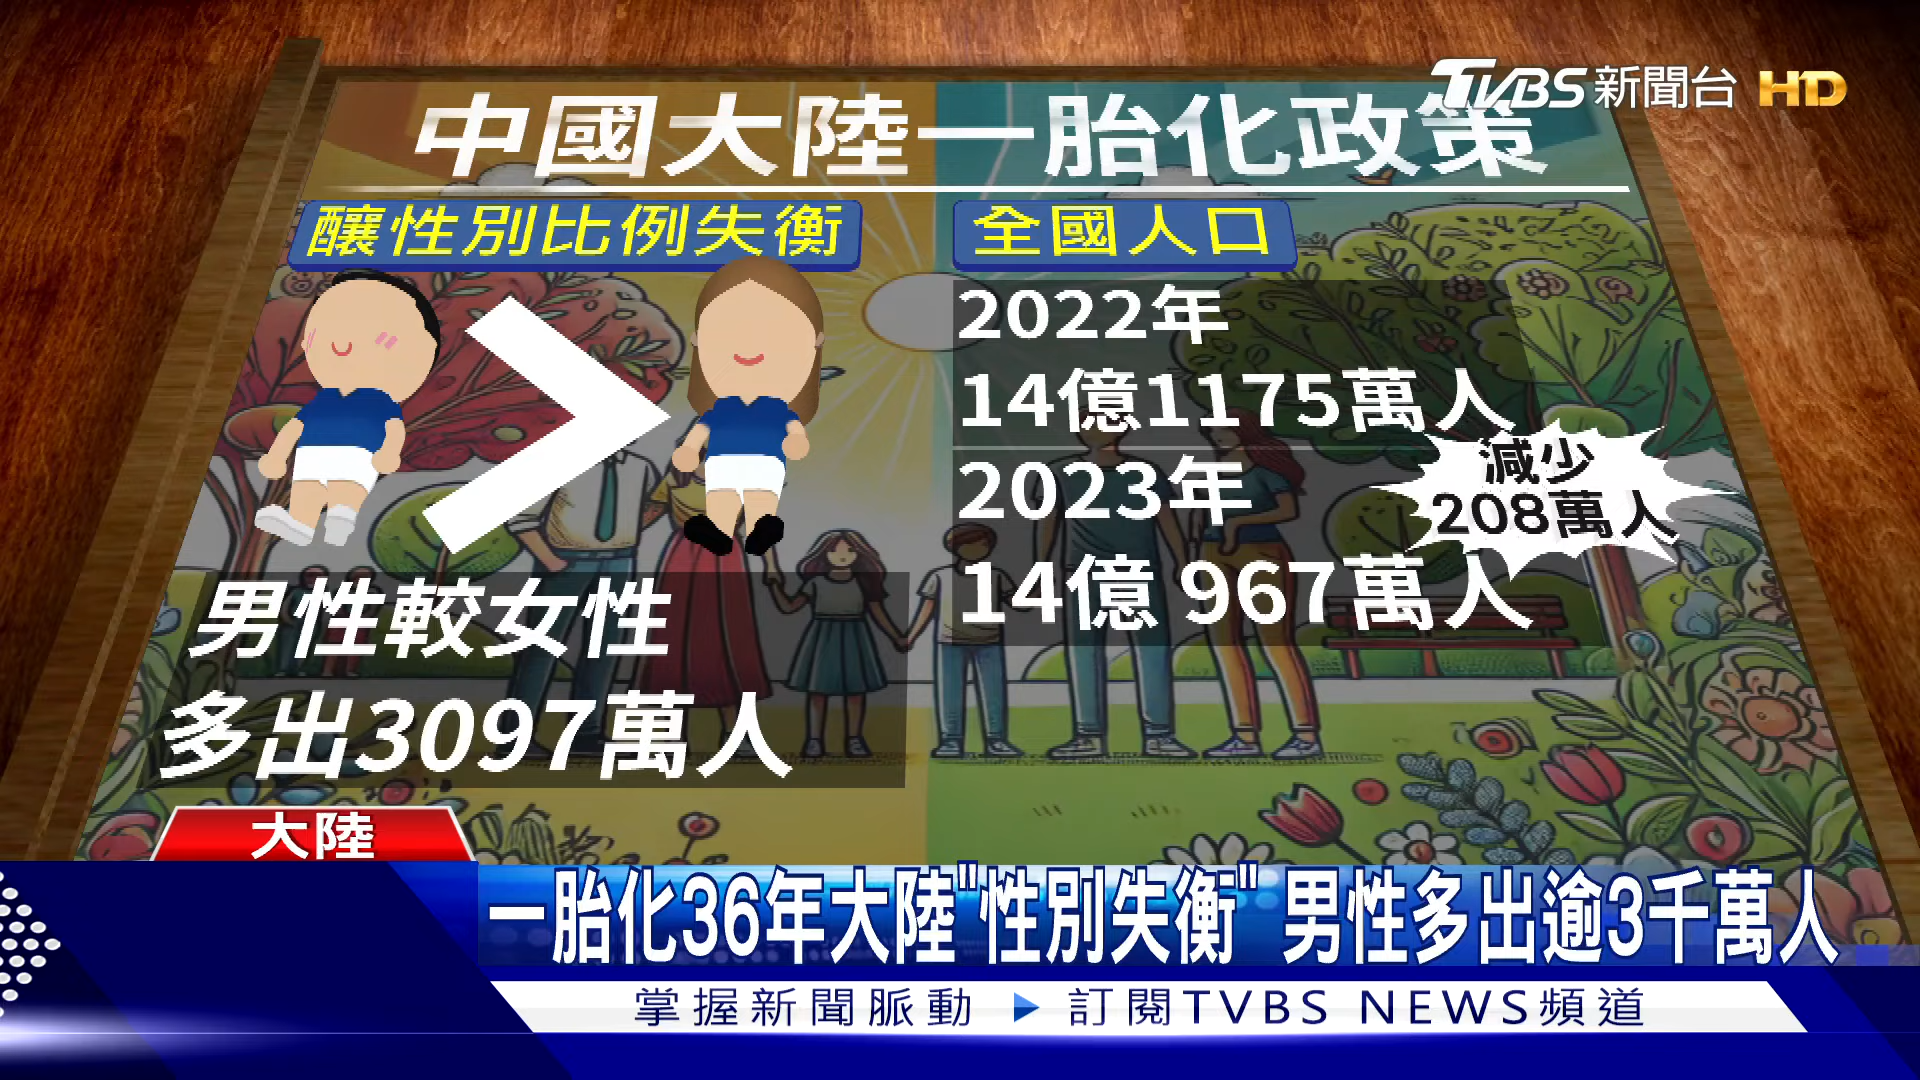 TVBS新聞台 HD
中國大陸一胎化政策
釀性別比例失衡
男性較女性
多出3097萬人
全國人口
2022年
14億1175萬人
2023年
14億 967萬人
減少
208萬人
大陸
一胎化36年大陸"性別失衡" 男性多出逾3千萬人
掌握新聞脈動 ▶ 訂閱TVBS NEWS頻道